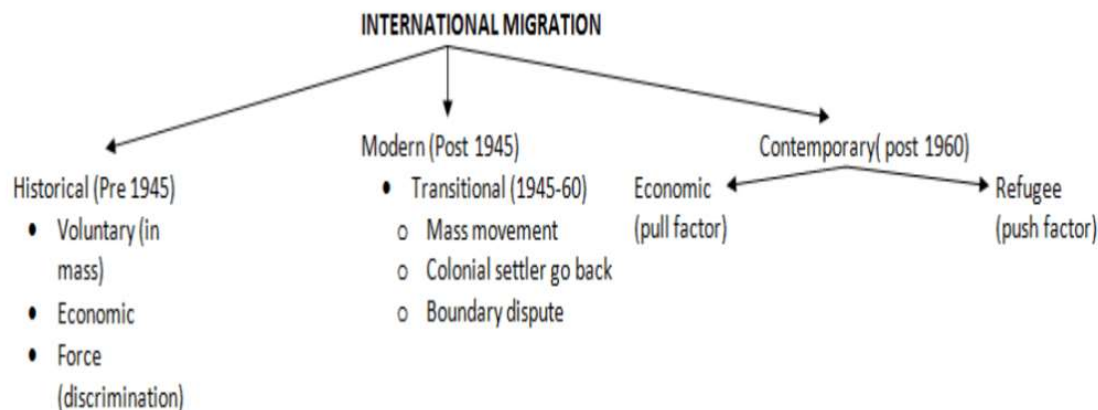 INTERNATIONAL MIGRATION
Historical (Pre 1945)
• Voluntary (in
mass)
• Economic
• Force
(discrimination)
Modern (Post 1945)
• Transitional (1945-60)
o Mass movement
o Colonial settler go back
o Boundary dispute
Contemporary( post 1960)
Economic
(pull factor)
Refugee
(push factor)